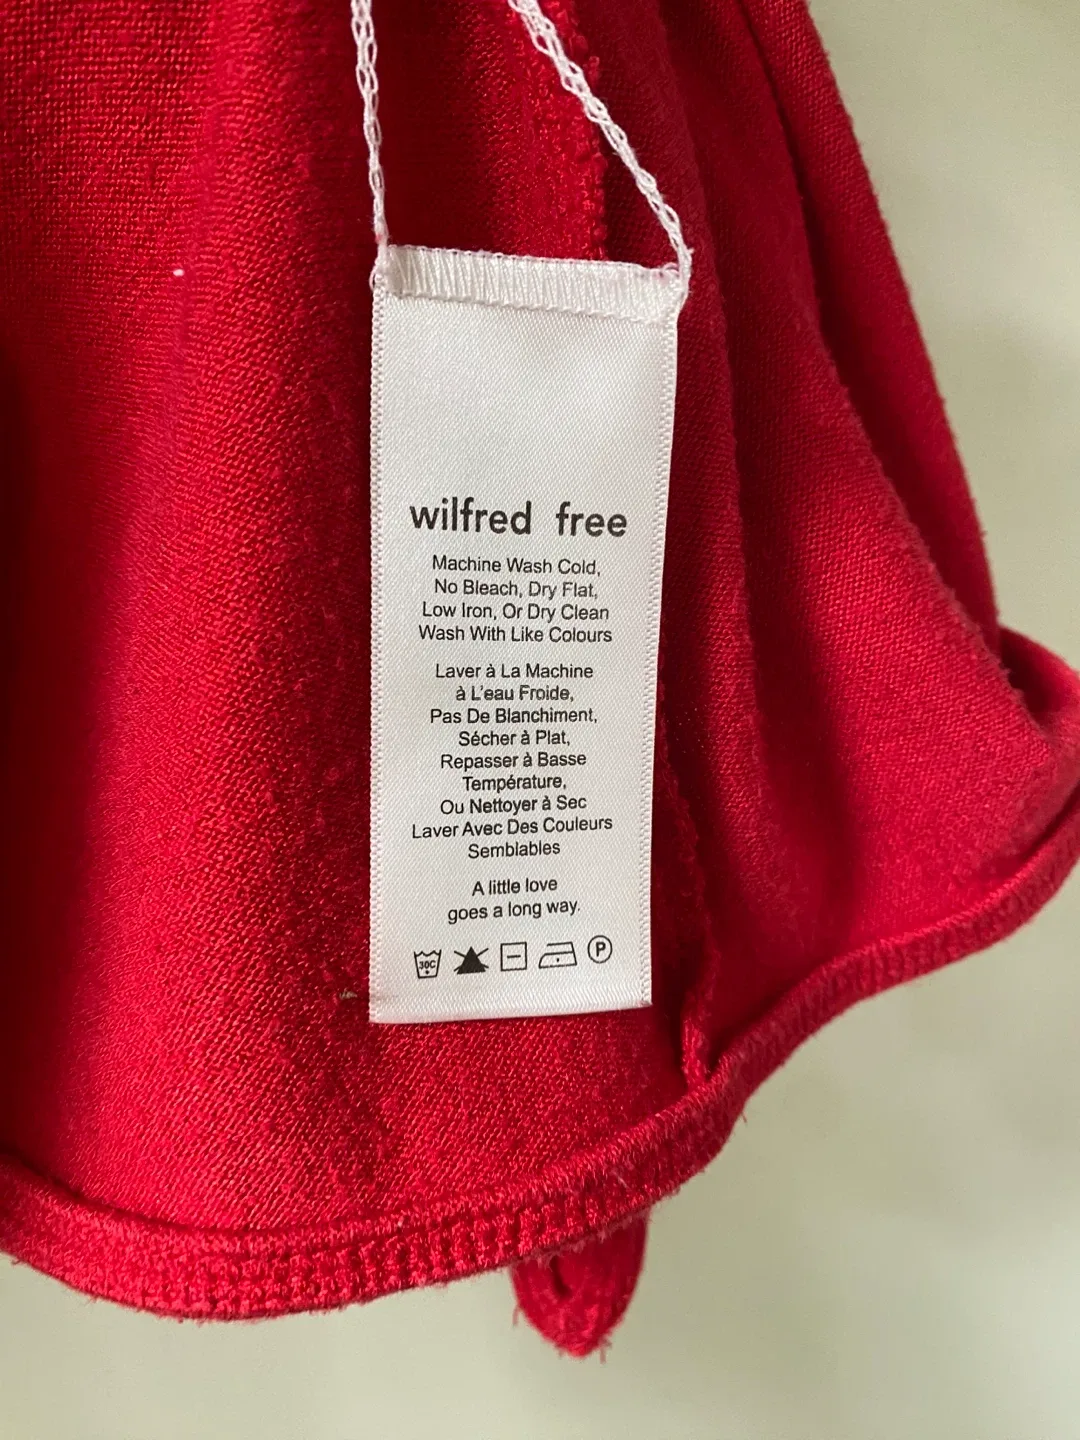 wilfred free
Machine Wash Cold,
No Bleach, Dry Flat,
Low Iron, Or Dry Clean
Wash With Like Colours
Laver à La Machine
à L'eau Froide,
Pas De Blanchiment,
Sécher à Plat,
Repasser à Basse
Température,
Ou Nettoyer à Sec
Laver Avec Des Couleurs
Semblables
A little love
goes a long way.
30C P